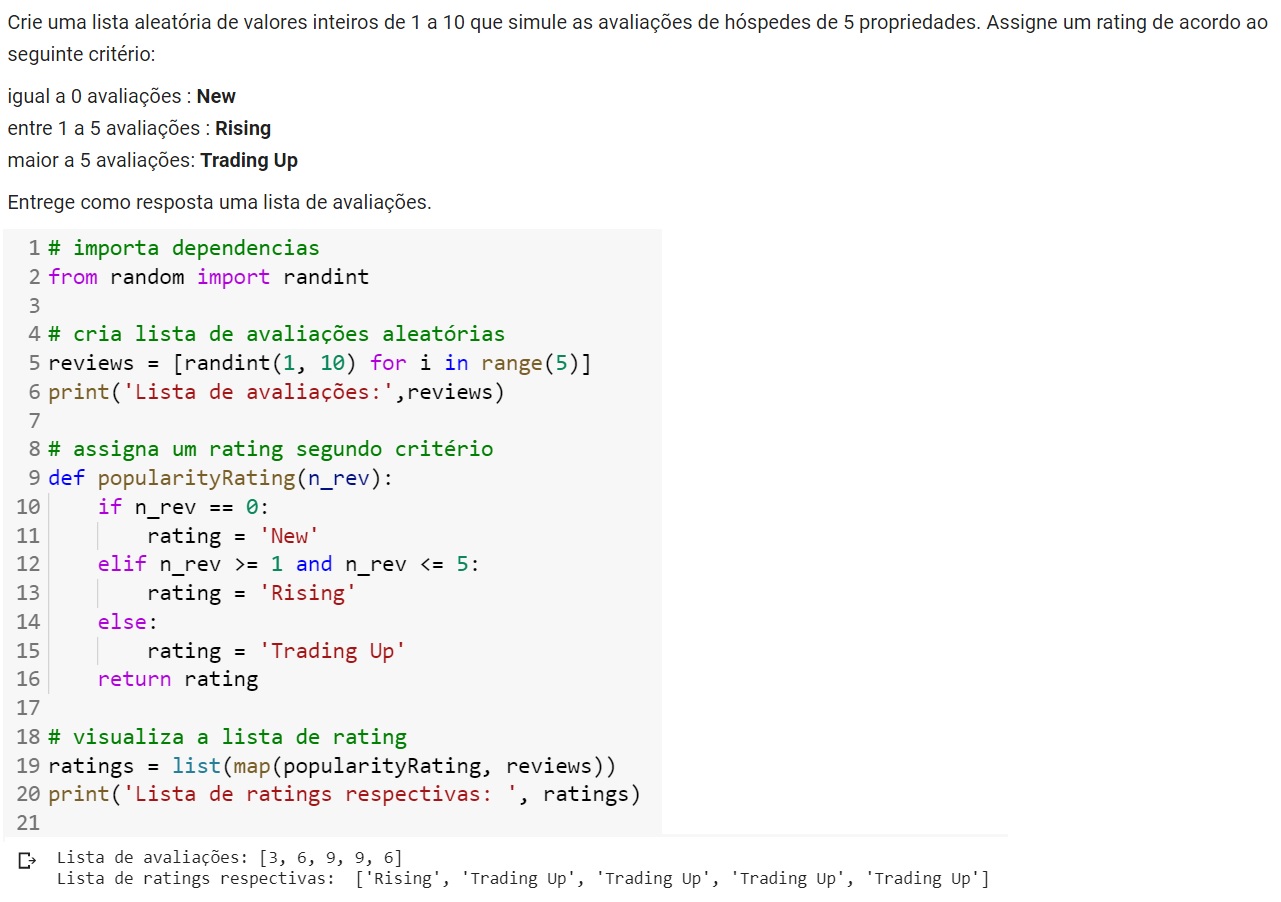 Crie uma lista aleatória de valores inteiros de 1 a 10 que simule as avaliações de hóspedes de 5 propriedades. Assigne um rating de acordo ao
seguinte critério:
igual a 0 avaliações : New
entre 1 a 5 avaliações : Rising
maior a 5 avaliações: Trading Up
Entrege como resposta uma lista de avaliações.
1 # importa dependencias
2 from random import randint
3
4 # cria lista de avaliações aleatórias
5 reviews = [randint(1, 10) for i in range(5)]
6 print('Lista de avaliações:',reviews)
7
8 # assigna um rating segundo critério
9 def popularityRating(n_rev):
10     if n_rev == 0:
11         rating = 'New'
12     elif n_rev >= 1 and n_rev <= 5:
13         rating = 'Rising'
14     else:
15         rating = 'Trading Up'
16     return rating
17
18 # visualiza a lista de rating
19 ratings = list(map(popularityRating, reviews))
20 print('Lista de ratings respectivas: ', ratings)
21
Lista de avaliações: [3, 6, 9, 9, 6]
Lista de ratings respectivas:  ['Rising', 'Trading Up', 'Trading Up', 'Trading Up', 'Trading Up']